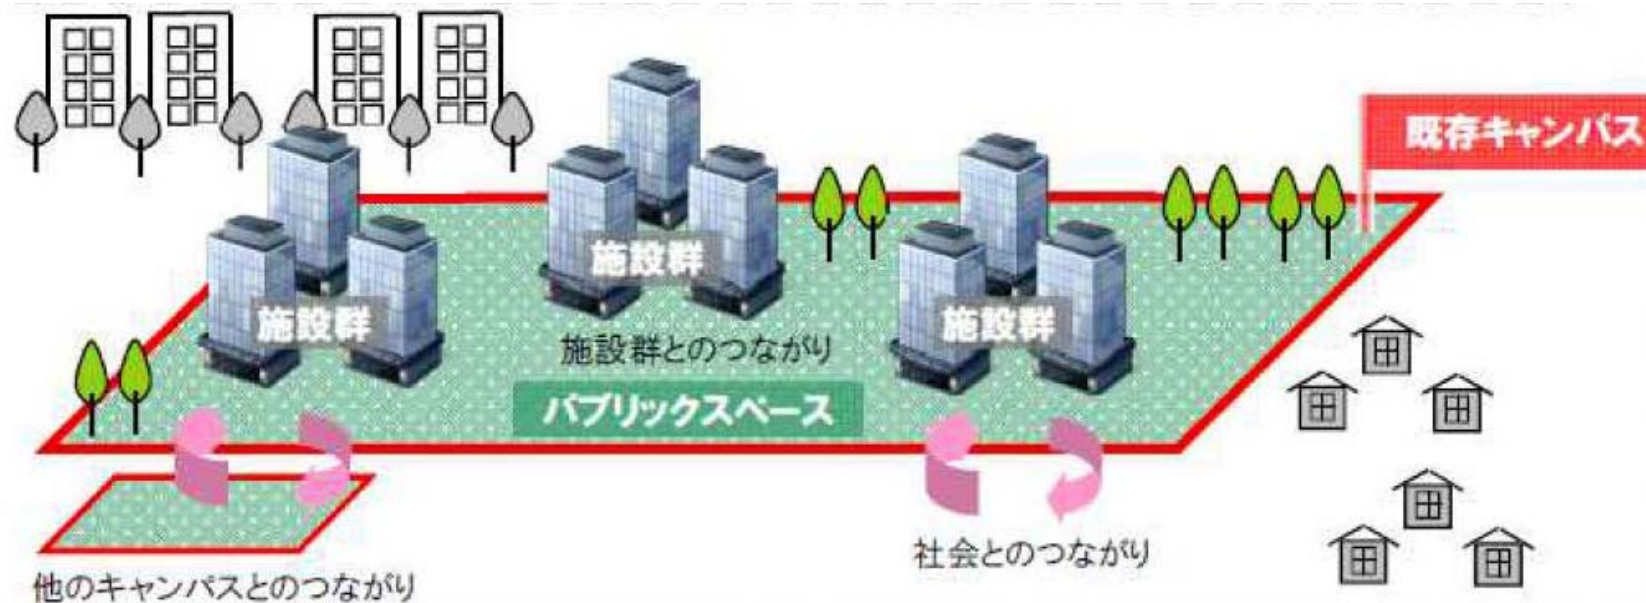 既存キャンパス
施設群
施設群
施設群
施設群とのつながり
パブリックスペース
社会とのつながり
他のキャンパスとのつながり